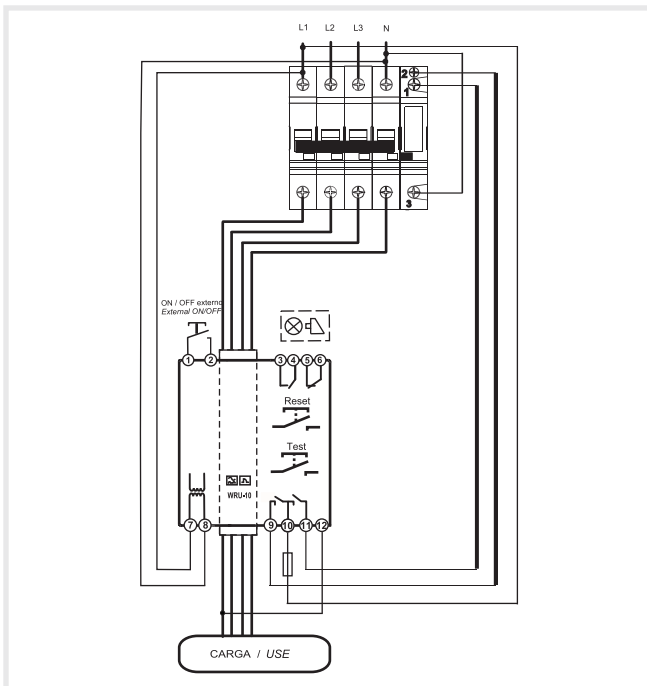 L1 L2 L3 N
2
1
3
ON / OFF externo
External ON/OFF
1 2 3 4 5 6
Reset
Test
WRU-10
7 8 9 10 11 12
CARGA / USE